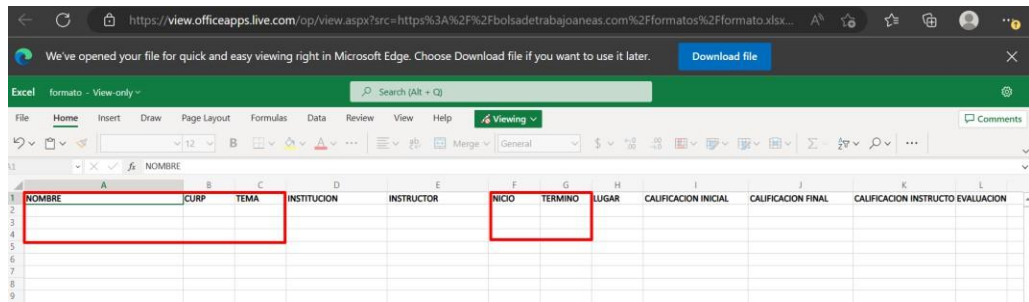 https://view.officeapps.live.com/op/view.aspx?src=https%3A%2F%2Fbolsadetrabajoaneas.com%2Fformatos%2Fformato.xlsx...
We've opened your file for quick and easy viewing right in Microsoft Edge. Choose Download file if you want to use it later. Download file
Excel formato - View-only Search (Alt + Q)
File Home Insert Draw Page Layout Formulas Data Review View Help Viewing Comments
12 B Merge General $ ...
A1 fx NOMBRE
A B C D E F G H I J K L
1 NOMBRE CURP TEMA INSTITUCION INSTRUCTOR NICIO TERMINO LUGAR CALIFICACION INICIAL CALIFICACION FINAL CALIFICACION INSTRUCTO EVALUACION
2
3
4
5
6
7
8
9